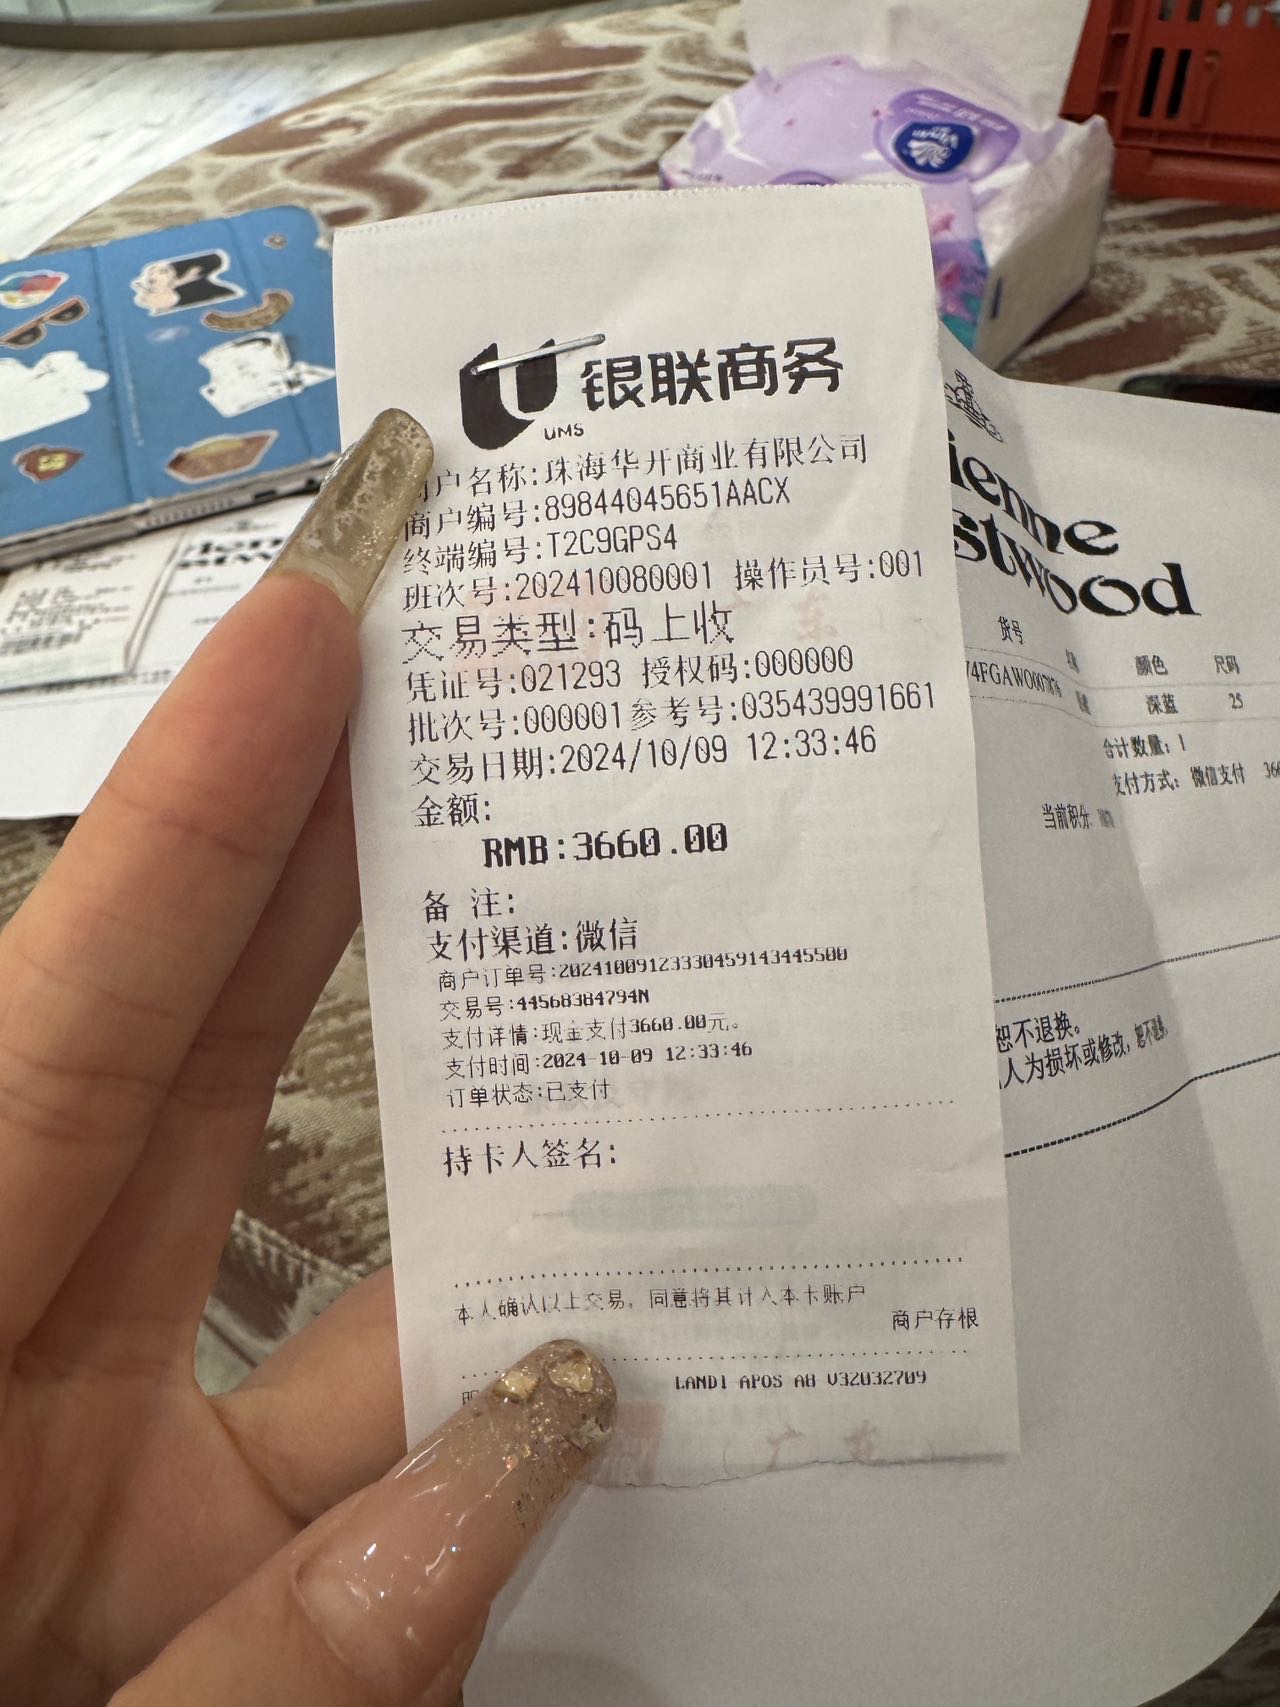 银联商务
UMS
户名称:珠海华开商业有限公司
商户编号:89844045651AACX
终端编号:T2C9GPS4
班次号:202410080001 操作员号:001
交易类型:码上收
凭证号:021293 授权码:000000
批次号:000001参考号:035439991661
交易日期:2024/10/09 12:33:46
金额:
RMB:3660.00
备 注:
支付渠道:微信
商户订单号:20241009123330459143445500
交易号:44568384794N
支付详情:现金支付3660.00元。
支付时间:2024-10-09 12:33:46
订单状态:已支付
持卡人签名:
本人确认以上交易, 同意将其计入本卡账户
商户存根
LANDI APOS A8 V32032709
广东
ienne
stwood
货号 颜色 尺码
74FGAWO007876 深蓝 25
合计数量: 1
支付方式: 微信支付 366
当前积分
恕不退换。
人为损坏或修改, 恕不退